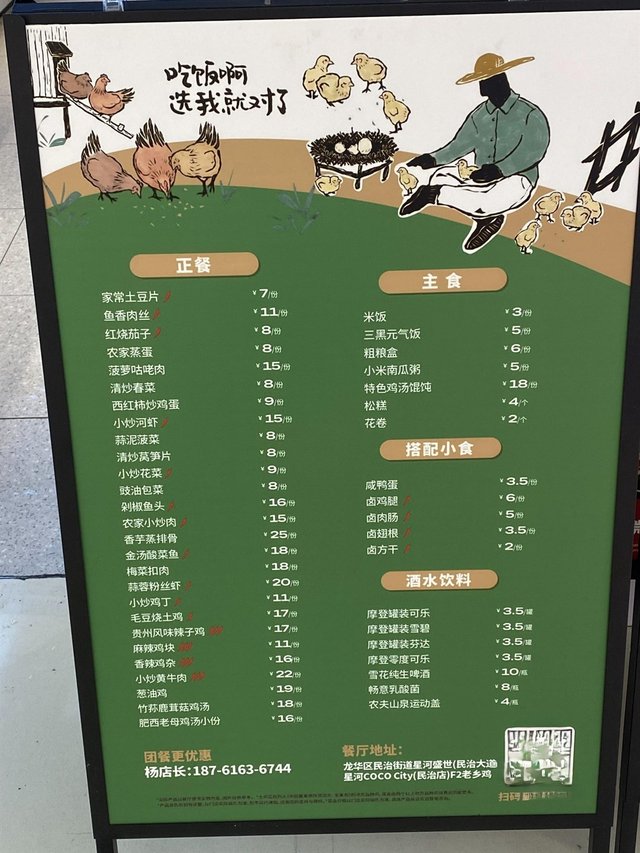 吃饭啊
选我就对了
正餐
家常土豆片 ¥7/份
鱼香肉丝 ¥11/份
红烧茄子 ¥8/份
农家蒸蛋 ¥8/份
菠萝咕咾肉 ¥15/份
清炒春菜 ¥8/份
西红柿炒鸡蛋 ¥9/份
小炒河虾 ¥15/份
蒜泥菠菜 ¥8/份
清炒莴笋片 ¥8/份
小炒花菜 ¥9/份
豉油包菜 ¥8/份
剁椒鱼头 ¥16/份
农家小炒肉 ¥15/份
香芋蒸排骨 ¥25/份
金汤酸菜鱼 ¥18/份
梅菜扣肉 ¥18/份
蒜蓉粉丝虾 ¥20/份
小炒鸡丁 ¥11/份
毛豆烧土鸡 ¥17/份
贵州风味辣子鸡 ¥17/份
麻辣鸡块 ¥11/份
香辣鸡杂 ¥16/份
小炒黄牛肉 ¥22/份
葱油鸡 ¥19/份
竹荪鹿茸菇鸡汤 ¥18/份
肥西老母鸡汤小份 ¥16/份
主食
米饭 ¥3/份
三黑元气饭 ¥5/份
粗粮盒 ¥6/份
小米南瓜粥 ¥5/份
特色鸡汤馄饨 ¥18/份
松糕 ¥4/个
花卷 ¥2/个
搭配小食
咸鸭蛋 ¥3.5/份
卤鸡腿 ¥6/份
卤肉肠 ¥5/份
卤翅根 ¥3.5/份
卤方干 ¥2/份
酒水饮料
摩登罐装可乐 ¥3.5/罐
摩登罐装雪碧 ¥3.5/罐
摩登罐装芬达 ¥3.5/罐
摩登零度可乐 ¥3.5/罐
雪花纯生啤酒 ¥10/瓶
畅意乳酸菌 ¥8/瓶
农夫山泉运动盖 ¥4/瓶
团餐更优惠
杨店长:187-6163-6744
餐厅地址:
龙华区民治街道星河盛世(民治大道
星河COCO City(民治店)F2老乡鸡
扫码